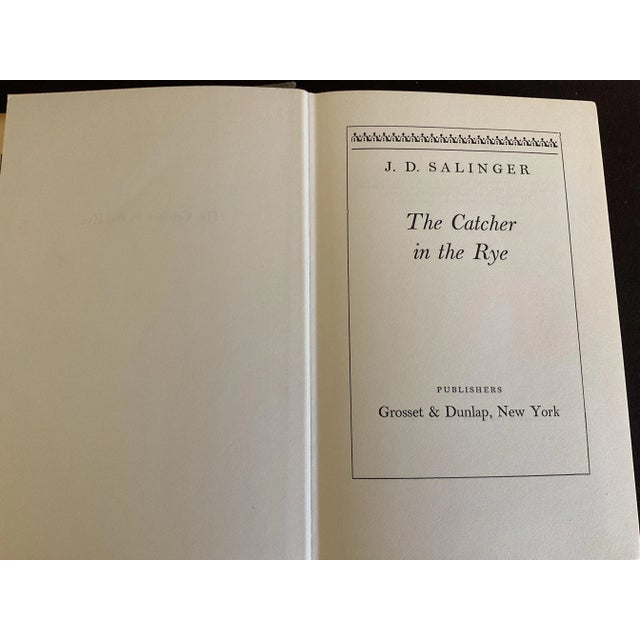 J. D. SALINGER
The Catcher
in the Rye
PUBLISHERS
Grosset & Dunlap, New York